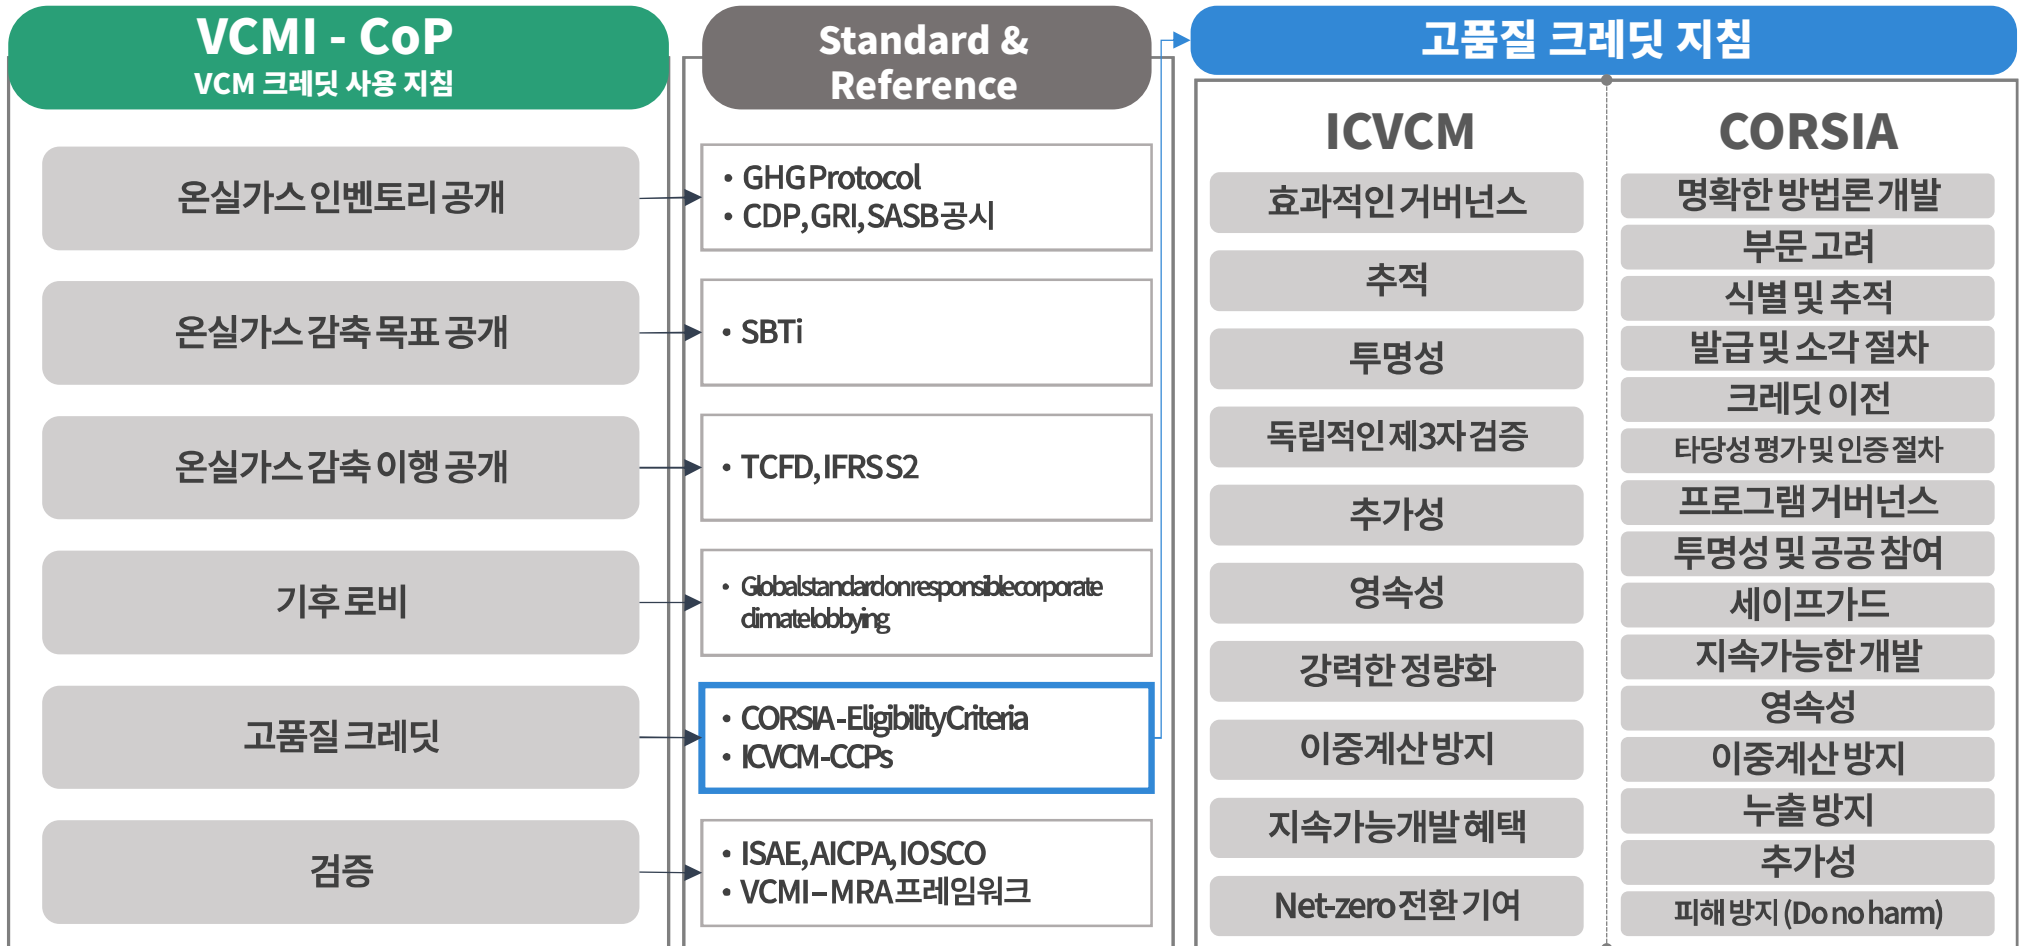 VCMI - CoP
VCM 크레딧 사용 지침
온실가스 인벤토리 공개
온실가스 감축 목표 공개
온실가스 감축 이행 공개
기후 로비
고품질 크레딧
검증
Standard &
Reference
• GHG Protocol
• CDP, GRI, SASB 공시
• SBTi
• TCFD, IFRS S2
• Global standard on responsible corporate
climate lobbying
• CORSIA - Eligibility Criteria
• ICVCM - CCPs
• ISAE, AICPA, IOSCO
• VCMI – MRA 프레임워크
고품질 크레딧 지침
ICVCM
효과적인 거버넌스
추적
투명성
독립적인 제3자 검증
추가성
영속성
강력한 정량화
이중계산 방지
지속가능개발 혜택
Net-zero 전환 기여
CORSIA
명확한 방법론 개발
부문 고려
식별 및 추적
발급 및 소각 절차
크레딧 이전
타당성 평가 및 인증 절차
프로그램 거버넌스
투명성 및 공공 참여
세이프가드
지속가능한 개발
영속성
이중계산 방지
누출 방지
추가성
피해 방지 (Do no harm)